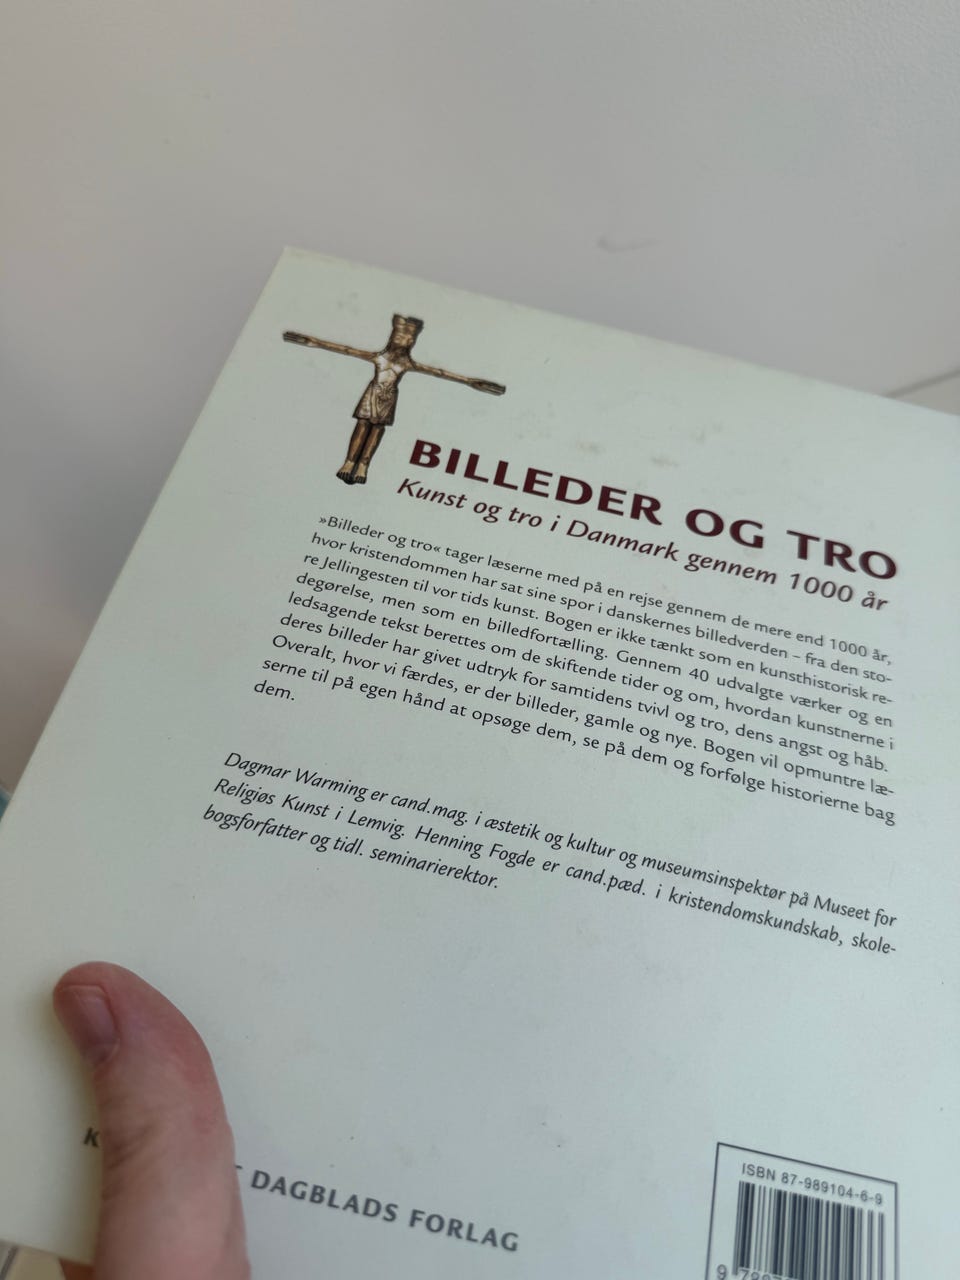 BILLEDER OG TRO
Kunst og tro i Danmark gennem 1000 år
»Billeder og tro« tager læserne med på en rejse gennem de mere end 1000 år,
hvor kristendommen har sat sine spor i danskernes billedverden – fra den sto-
re Jellingesten til vor tids kunst. Bogen er ikke tænkt som en kunsthistorisk re-
degørelse, men som en billedfortælling. Gennem 40 udvalgte værker og en
ledsagende tekst berettes om de skiftende tider og om, hvordan kunstnerne i
deres billeder har givet udtryk for samtidens tvivl og tro, dens angst og håb.
Overalt, hvor vi færdes, er der billeder, gamle og nye. Bogen vil opmuntre læ-
serne til på egen hånd at opsøge dem, se på dem og forfølge historierne bag
dem.
Dagmar Warming er cand.mag. i æstetik og kultur og museumsinspektør på Museet for
Religiøs Kunst i Lemvig. Henning Fogde er cand.pæd. i kristendomskundskab, skole-
bogsforfatter og tidl. seminarierektor.
DAGBLADS FORLAG
ISBN 87-989104-6-9